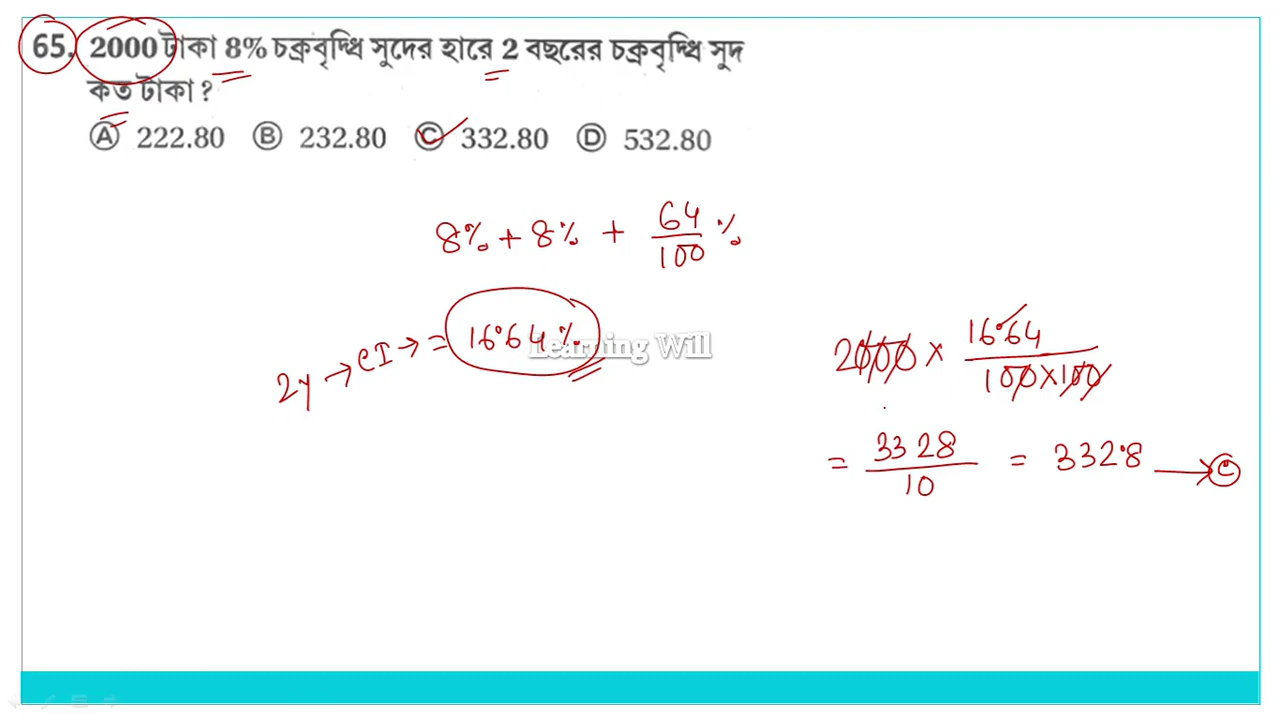 65. 2000 টাকা 8% চক্রবৃদ্ধি সুদের হারে 2 বছরের চক্রবৃদ্ধি সুদ
কত টাকা ?
Ⓐ 222.80 Ⓑ 232.80 Ⓒ 332.80 Ⓓ 532.80
8% + 8% + 64/100 %
2y → CI → = 16.64%
Learning Will
2000 × 16.64/100×100
= 3328/10 = 332.8 → Ⓒ